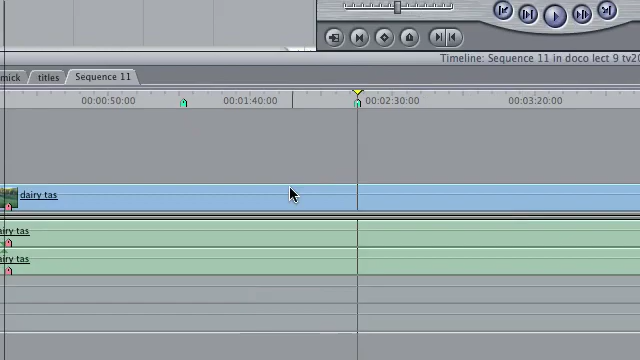 Timeline: Sequence 11 in doco lect 9 tv20
mick titles Sequence 11
00:00:50:00 00:01:40:00 00:02:30:00 00:03:20:00
dairy tas
airy tas
airy tas